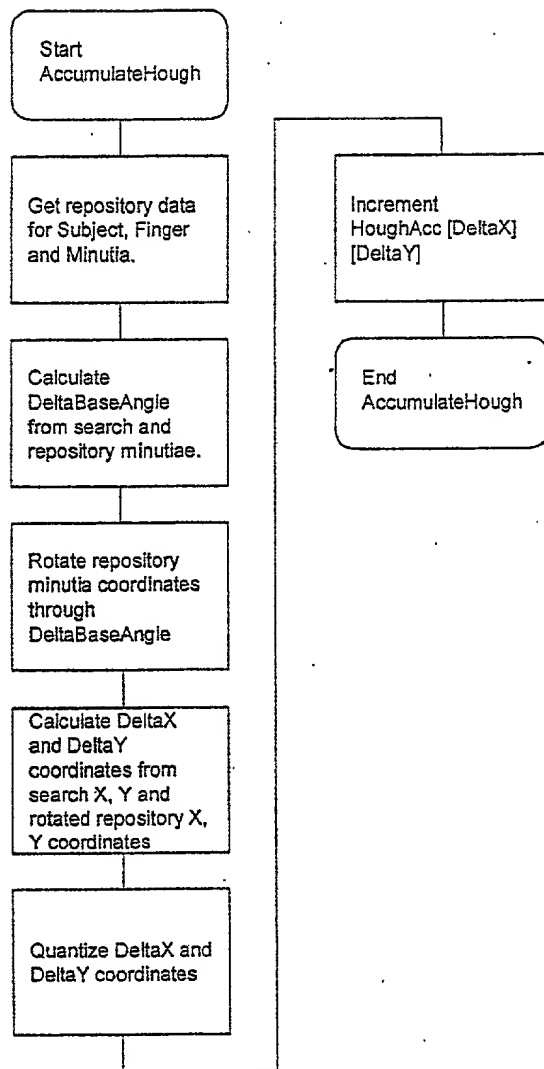 Start
AccumulateHough
Get repository data
for Subject, Finger
and Minutia.
Calculate
DeltaBaseAngle
from search and
repository minutiae.
Rotate repository
minutia coordinates
through
DeltaBaseAngle
Calculate DeltaX
and DeltaY
coordinates from
search X, Y and
rotated repository X,
Y coordinates
Quantize DeltaX and
DeltaY coordinates
Increment
HoughAcc [DeltaX]
[DeltaY]
End
AccumulateHough